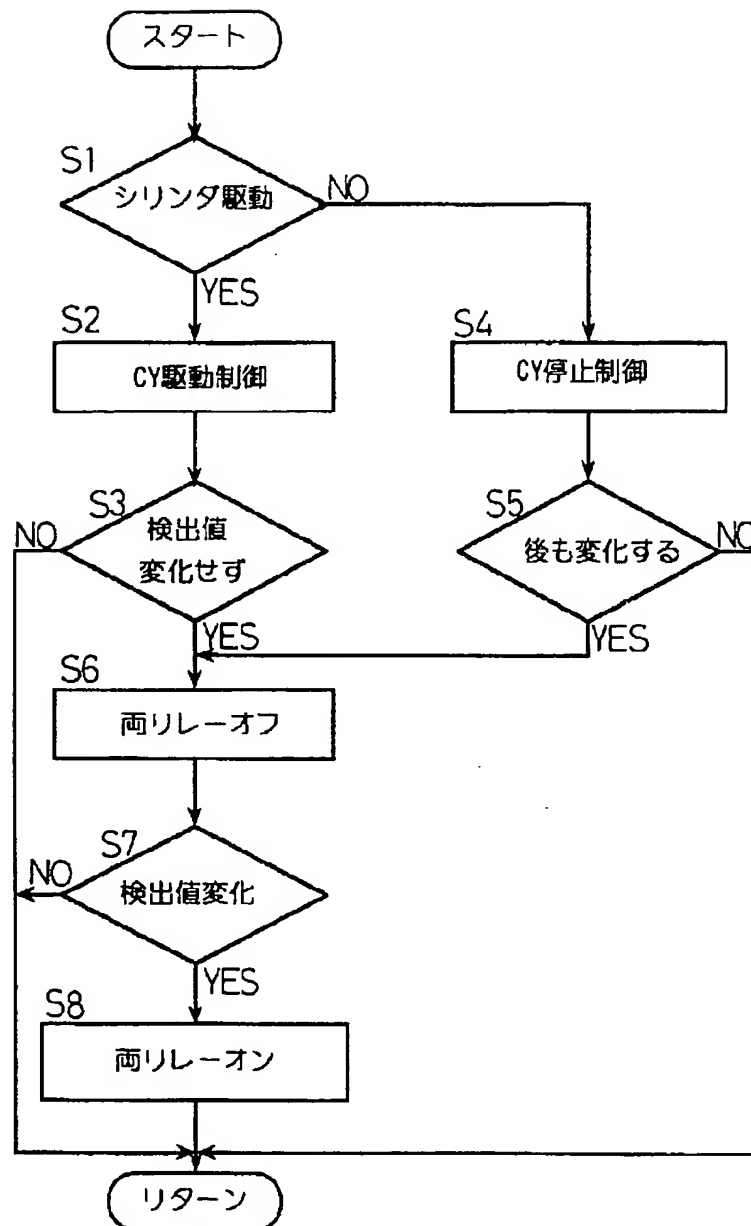 スタート
S1
シリンダ駆動
NO
YES
S2
CY駆動制御
S4
CY停止制御
S3
検出値
変化せず
NO
YES
S5
後も変化する
NO
YES
S6
両リレーオフ
S7
検出値変化
NO
YES
S8
両リレーオン
リターン